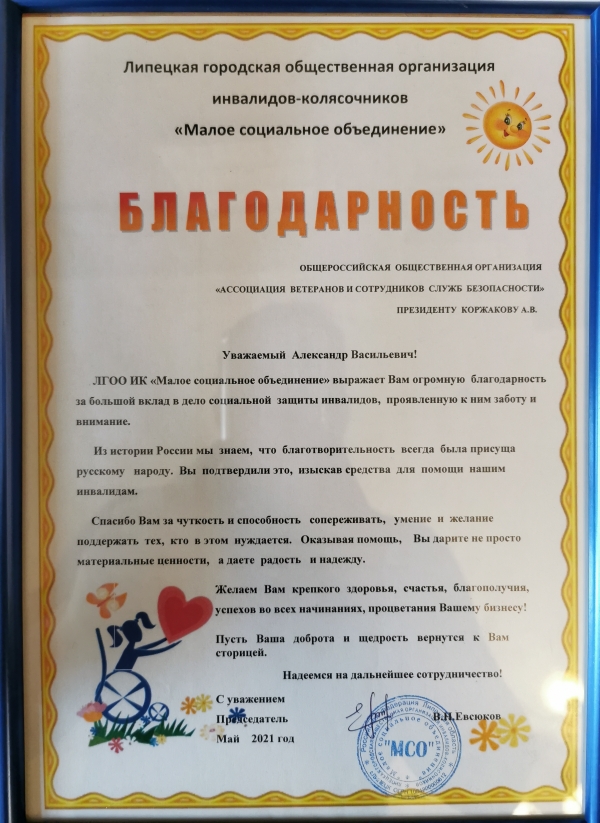 Липецкая городская общественная организация
инвалидов-колясочников
«Малое социальное объединение»
БЛАГОДАРНОСТЬ
ОБЩЕРОССИЙСКАЯ ОБЩЕСТВЕННАЯ ОРГАНИЗАЦИЯ
«АССОЦИАЦИЯ ВЕТЕРАНОВ И СОТРУДНИКОВ СЛУЖБ БЕЗОПАСНОСТИ»
ПРЕЗИДЕНТУ КОРЖАКОВУ А.В.
Уважаемый Александр Васильевич!
ЛГОО ИК «Малое социальное объединение» выражает Вам огромную благодарность
за большой вклад в дело социальной защиты инвалидов, проявленную к ним заботу и
внимание.
Из истории России мы знаем, что благотворительность всегда была присуща
русскому народу. Вы подтвердили это, изыскав средства для помощи нашим
инвалидам.
Спасибо Вам за чуткость и способность сопереживать, умение и желание
поддержать тех, кто в этом нуждается. Оказывая помощь, Вы дарите не просто
материальные ценности, а даете радость и надежду.
Желаем Вам крепкого здоровья, счастья, благополучия,
успехов во всех начинаниях, процветания Вашему бизнесу!
Пусть Ваша доброта и щедрость вернутся к Вам
сторицей.
Надеемся на дальнейшее сотрудничество!
С уважением
Председатель В.Н.Евсюков
Май 2021 год
"МСО"